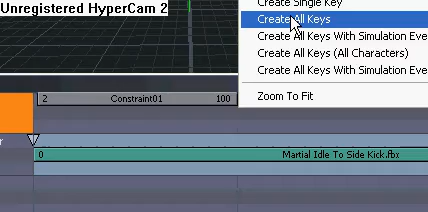 Unregistered HyperCam 2
Create Single Key
Create All Keys
Create All Keys With Simulation Eve
Create All Keys (All Characters)
Create All Keys With Simulation Eve
Zoom To Fit
2 Constraint01 100
r
0 Martial Idle To Side Kick.fbx